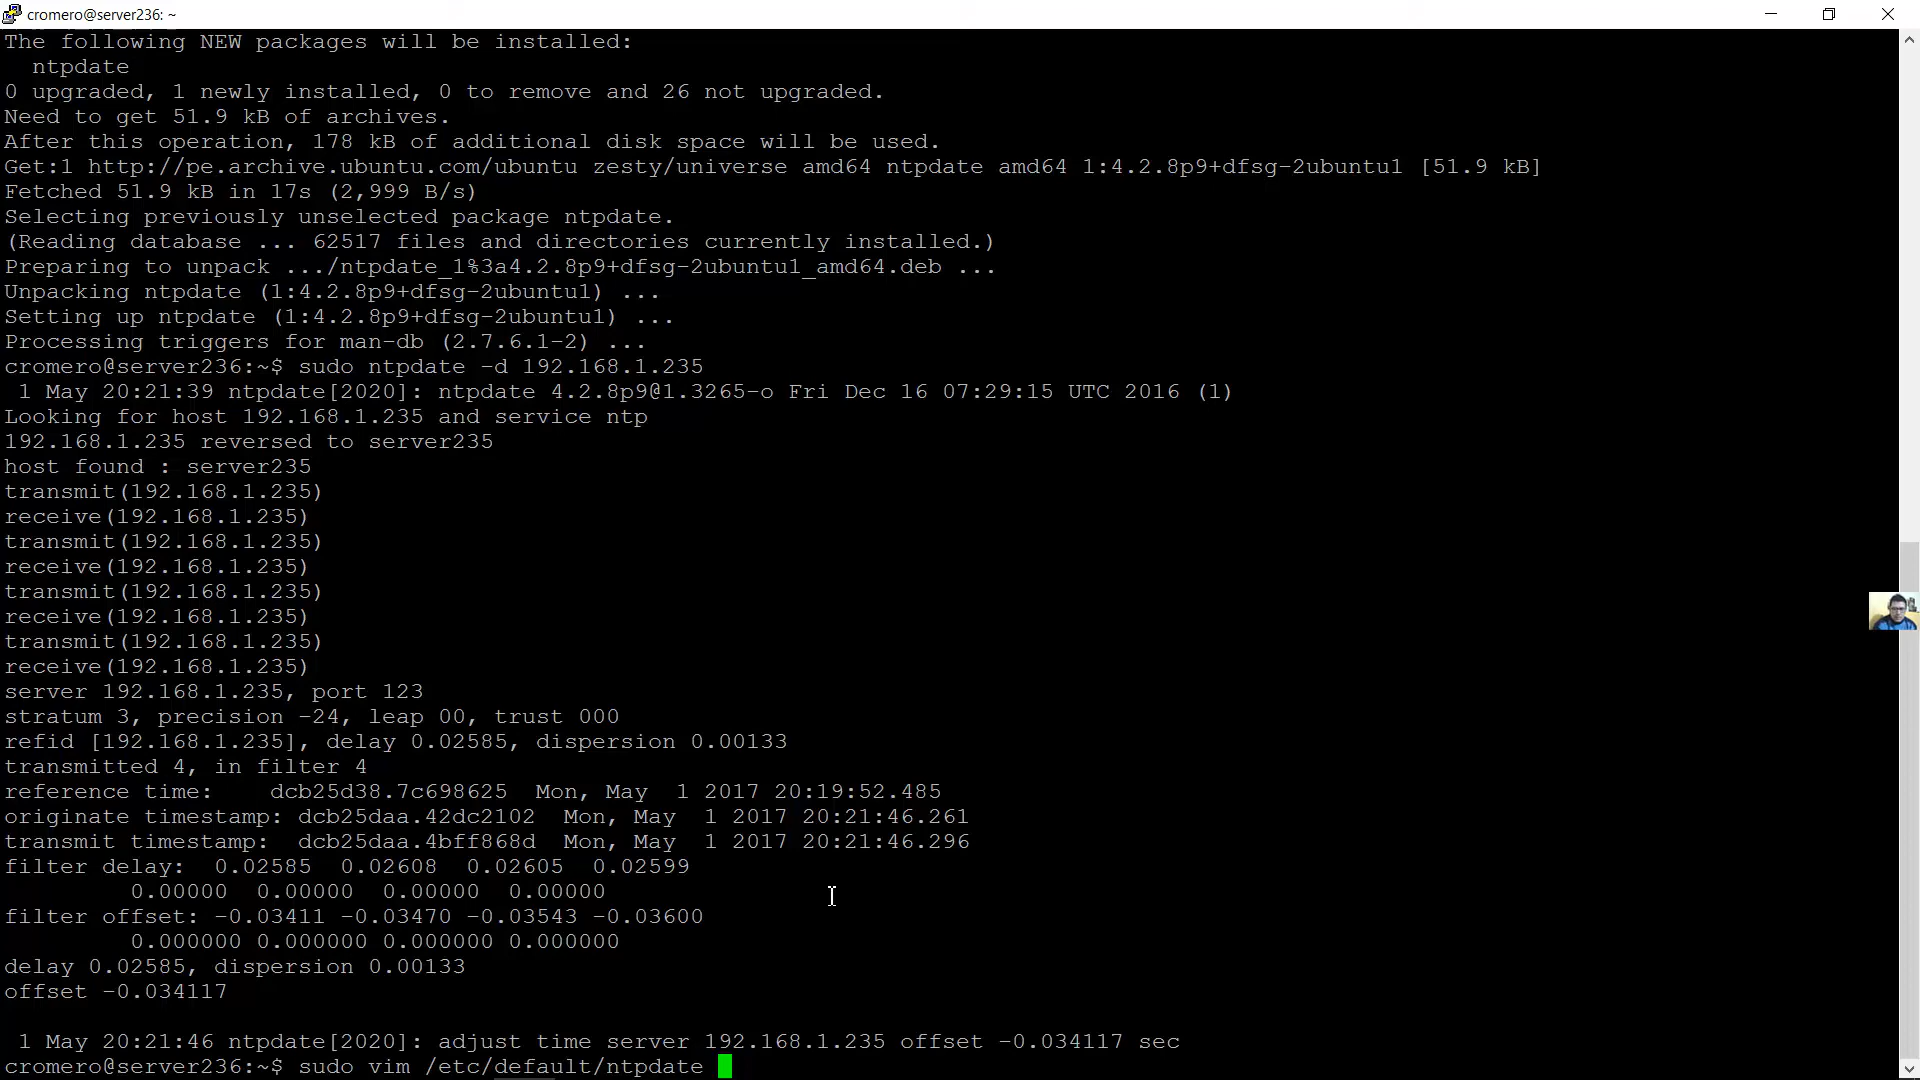 cromero@server236: ~
The following NEW packages will be installed:
  ntpdate
0 upgraded, 1 newly installed, 0 to remove and 26 not upgraded.
Need to get 51.9 kB of archives.
After this operation, 178 kB of additional disk space will be used.
Get:1 http://pe.archive.ubuntu.com/ubuntu zesty/universe amd64 ntpdate amd64 1:4.2.8p9+dfsg-2ubuntu1 [51.9 kB]
Fetched 51.9 kB in 17s (2,999 B/s)
Selecting previously unselected package ntpdate.
(Reading database ... 62517 files and directories currently installed.)
Preparing to unpack .../ntpdate_1%3a4.2.8p9+dfsg-2ubuntu1_amd64.deb ...
Unpacking ntpdate (1:4.2.8p9+dfsg-2ubuntu1) ...
Setting up ntpdate (1:4.2.8p9+dfsg-2ubuntu1) ...
Processing triggers for man-db (2.7.6.1-2) ...
cromero@server236:~$ sudo ntpdate -d 192.168.1.235
 1 May 20:21:39 ntpdate[2020]: ntpdate 4.2.8p9@1.3265-o Fri Dec 16 07:29:15 UTC 2016 (1)
Looking for host 192.168.1.235 and service ntp
192.168.1.235 reversed to server235
host found : server235
transmit(192.168.1.235)
receive(192.168.1.235)
transmit(192.168.1.235)
receive(192.168.1.235)
transmit(192.168.1.235)
receive(192.168.1.235)
transmit(192.168.1.235)
receive(192.168.1.235)
server 192.168.1.235, port 123
stratum 3, precision -24, leap 00, trust 000
refid [192.168.1.235], delay 0.02585, dispersion 0.00133
transmitted 4, in filter 4
reference time:    dcb25d38.7c698625  Mon, May  1 2017 20:19:52.485
originate timestamp: dcb25daa.42dc2102  Mon, May  1 2017 20:21:46.261
transmit timestamp:  dcb25daa.4bff868d  Mon, May  1 2017 20:21:46.296
filter delay:  0.02585  0.02608  0.02605  0.02599
         0.00000  0.00000  0.00000  0.00000
filter offset: -0.03411 -0.03470 -0.03543 -0.03600
         0.000000 0.000000 0.000000 0.000000
delay 0.02585, dispersion 0.00133
offset -0.034117
 1 May 20:21:46 ntpdate[2020]: adjust time server 192.168.1.235 offset -0.034117 sec
cromero@server236:~$ sudo vim /etc/default/ntpdate